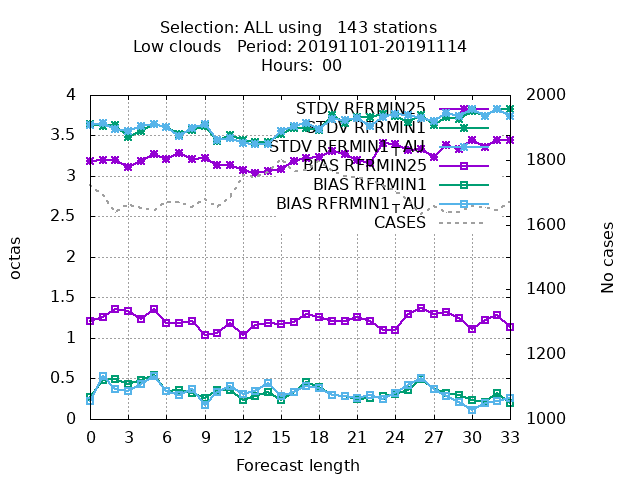 Selection: ALL using   143 stations
Low clouds   Period: 20191101-20191114
Hours:  00
STDV RFRMIN25
STDV RFRMIN1
STDV RFRMIN1_AU
BIAS RFRMIN25
BIAS RFRMIN1
BIAS RFRMIN1_AU
CASES
octas
4
3.5
3
2.5
2
1.5
1
0.5
0
No cases
2000
1800
1600
1400
1200
1000
0 3 6 9 12 15 18 21 24 27 30 33
Forecast length